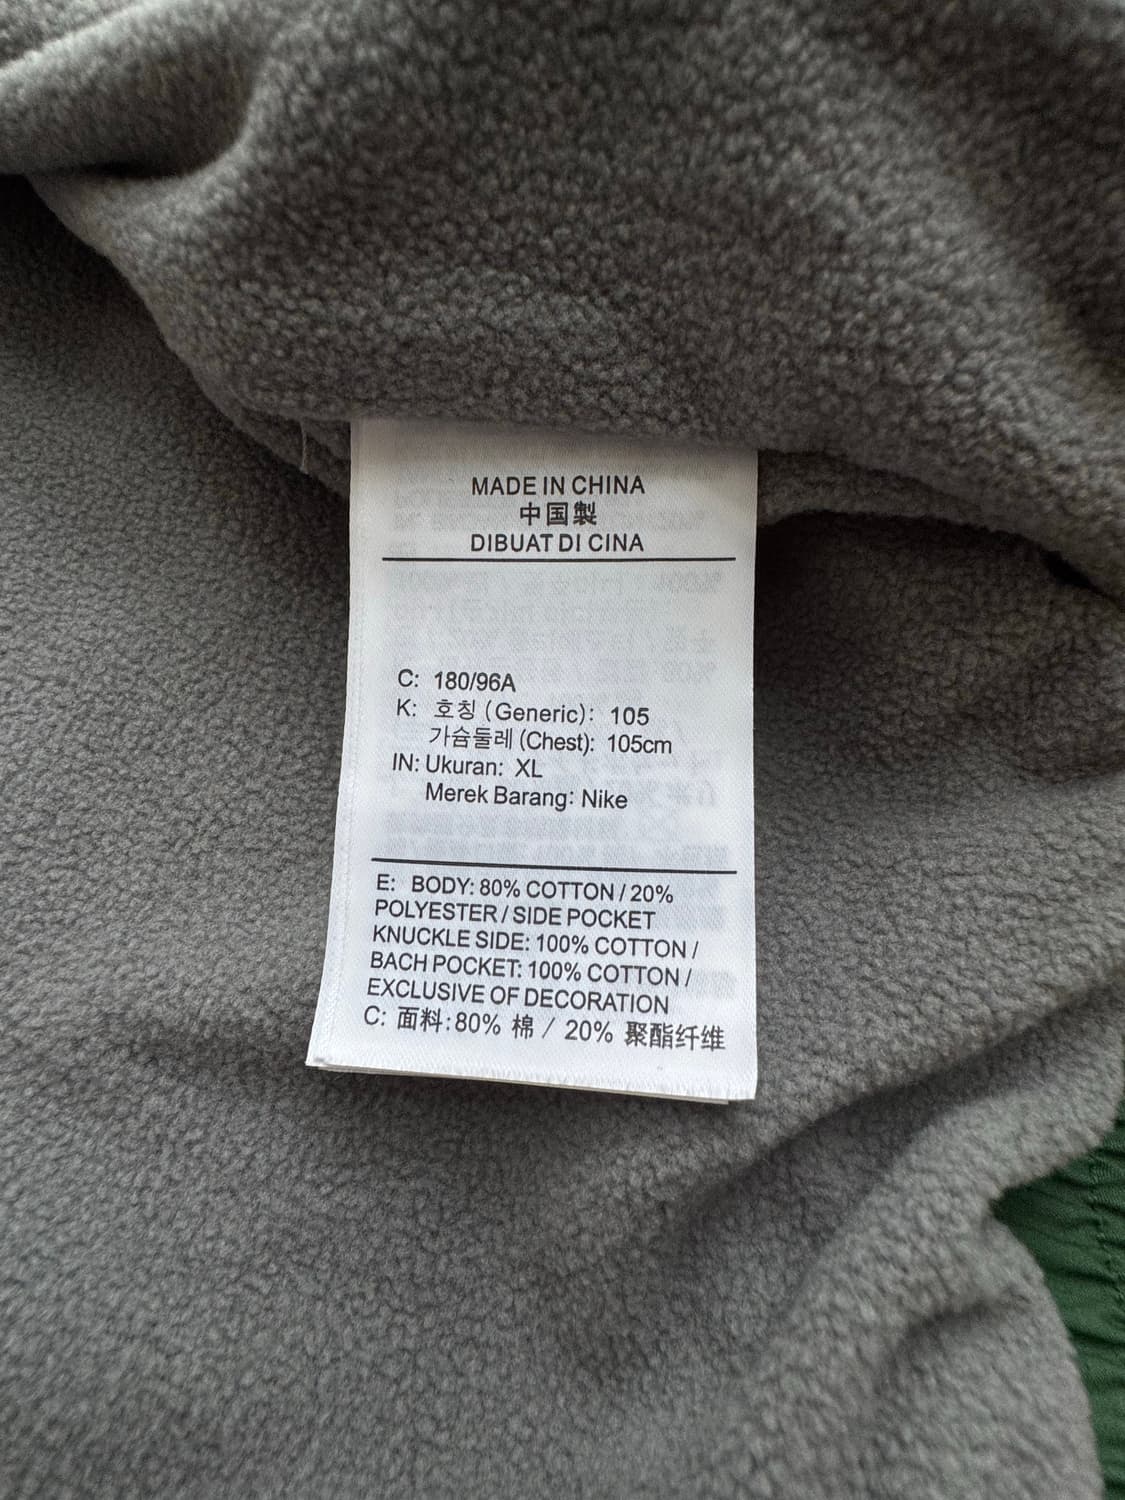 MADE IN CHINA
中国製
DIBUAT DI CINA
C: 180/96A
K: 호칭 (Generic): 105
가슴둘레 (Chest): 105cm
IN: Ukuran: XL
Merek Barang: Nike
E: BODY: 80% COTTON / 20%
POLYESTER / SIDE POCKET
KNUCKLE SIDE: 100% COTTON /
BACH POCKET: 100% COTTON /
EXCLUSIVE OF DECORATION
C: 面料: 80% 棉 / 20% 聚酯纤维